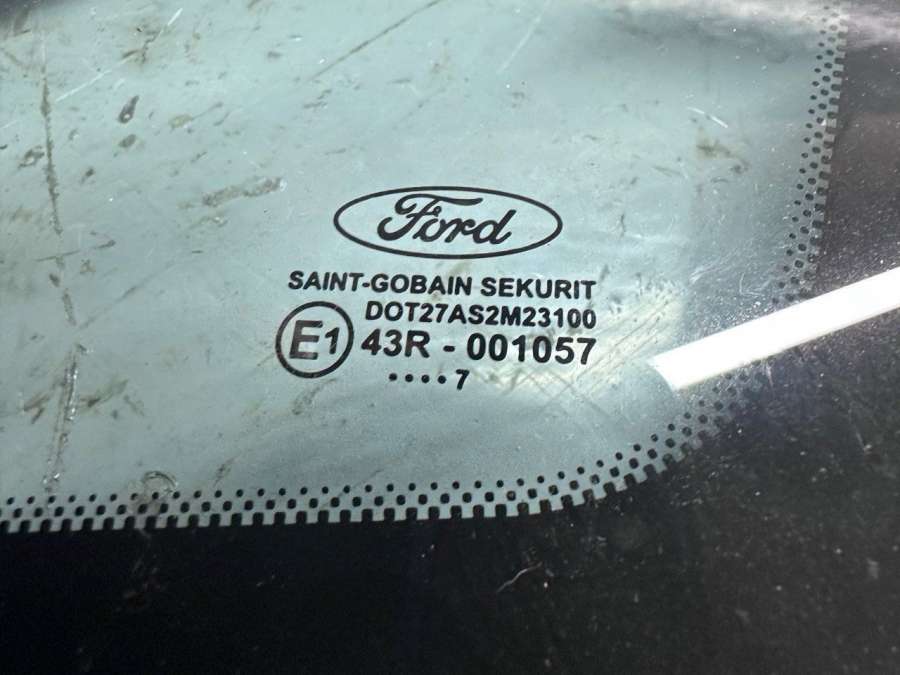 Ford
SAINT-GOBAIN SEKURIT
DOT27AS2M23100
E1 43R - 001057
....7